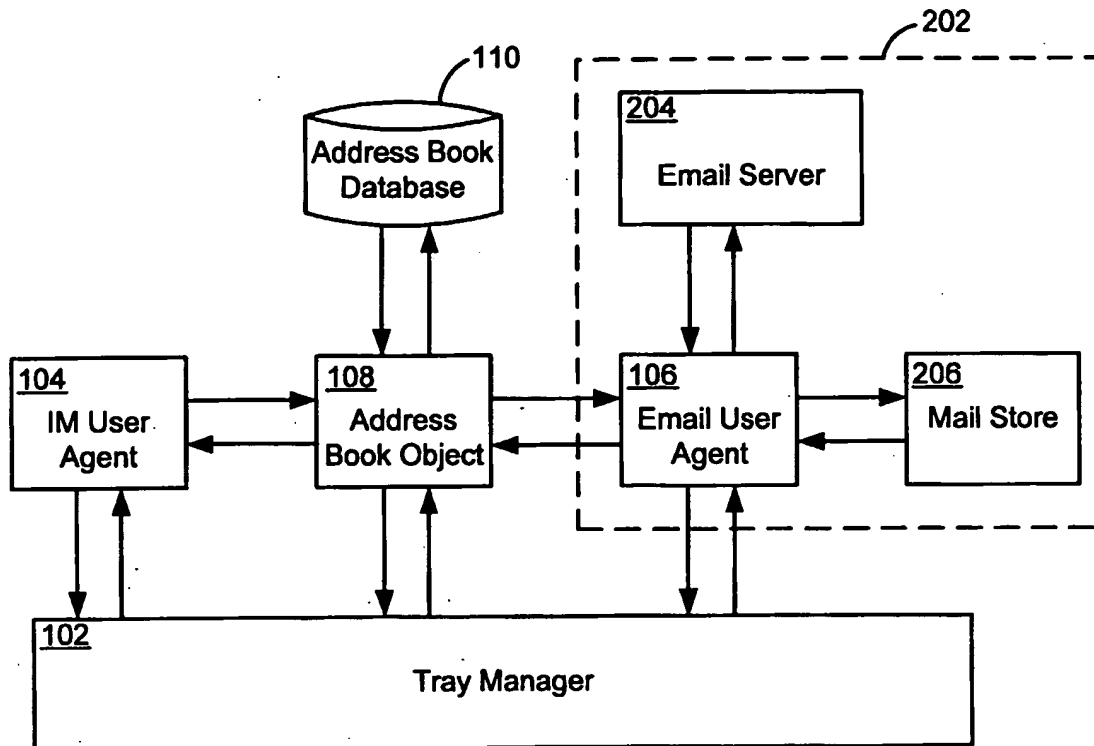 202
110
Address Book
Database
204
Email Server
104
IM User
Agent
108
Address
Book Object
106
Email User
Agent
206
Mail Store
102
Tray Manager